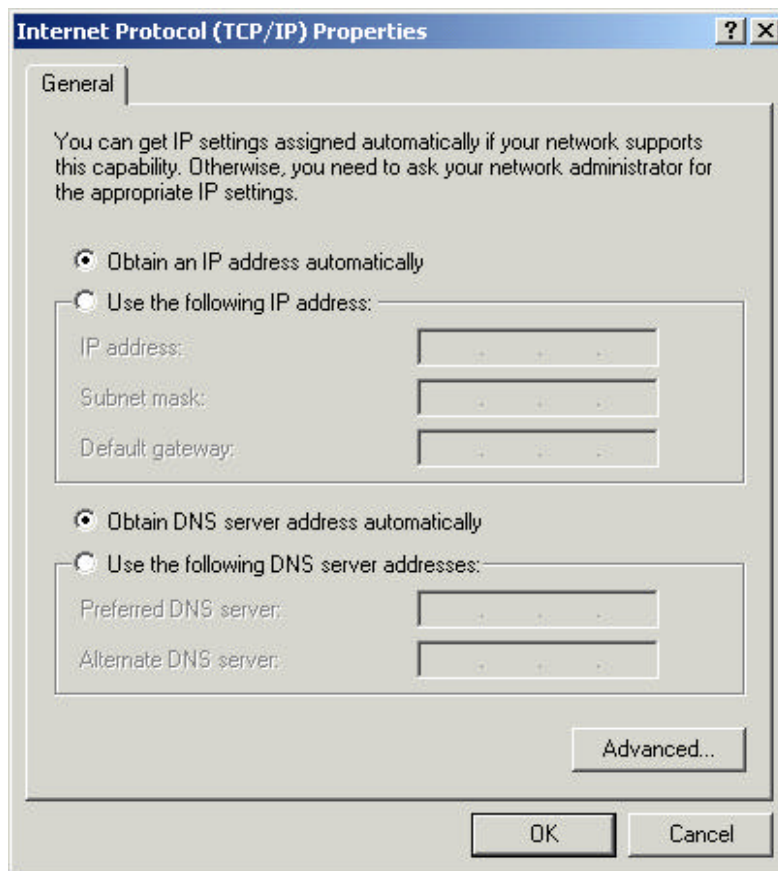 Internet Protocol (TCP/IP) Properties
General
You can get IP settings assigned automatically if your network supports
this capability. Otherwise, you need to ask your network administrator for
the appropriate IP settings.
Obtain an IP address automatically
Use the following IP address:
IP address:
Subnet mask:
Default gateway:
Obtain DNS server address automatically
Use the following DNS server addresses:
Preferred DNS server:
Alternate DNS server:
Advanced...
OK
Cancel